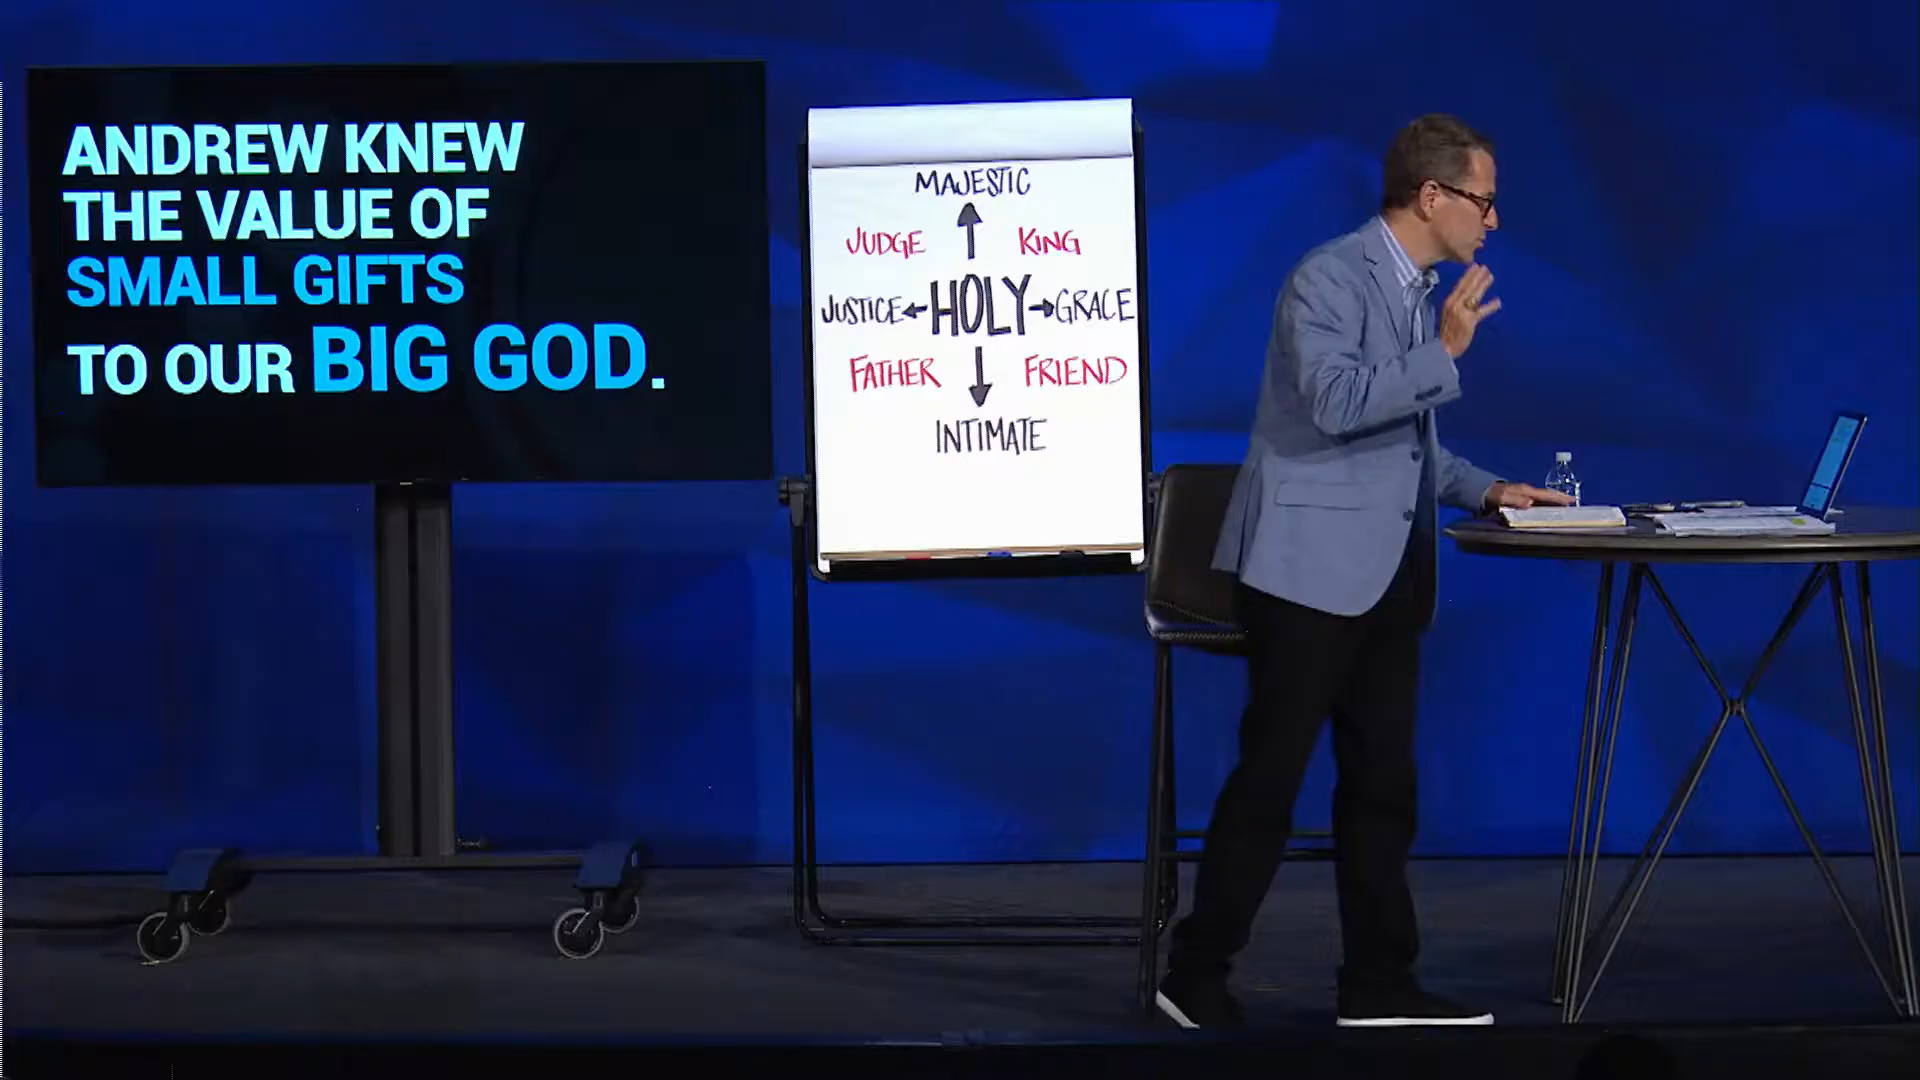 ANDREW KNEW
THE VALUE OF
SMALL GIFTS
TO OUR BIG GOD.
MAJESTIC
JUDGE KING
JUSTICE HOLY GRACE
FATHER FRIEND
INTIMATE